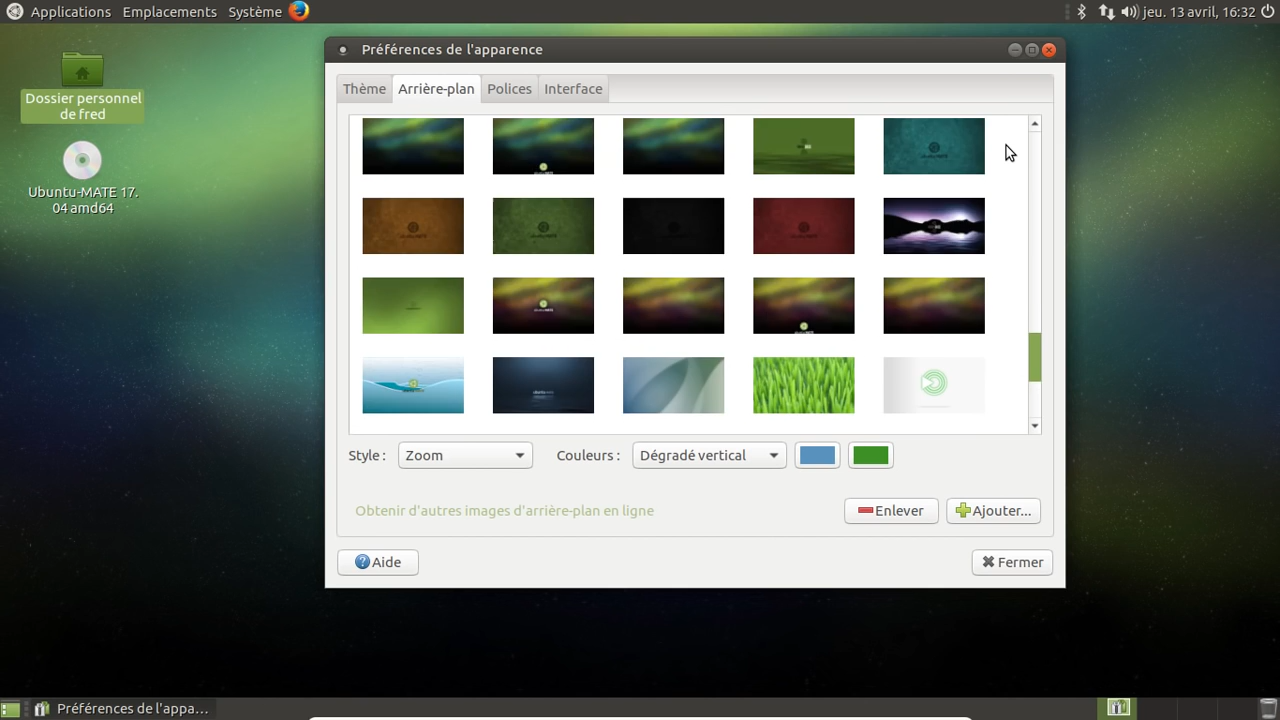 Applications Emplacements Système jeu. 13 avril, 16:32
Préférences de l'apparence
Dossier personnel
de fred
Ubuntu-MATE 17.
04 amd64
Thème Arrière-plan Polices Interface
Style : Zoom Couleurs : Dégradé vertical
Obtenir d'autres images d'arrière-plan en ligne Enlever Ajouter...
Aide Fermer
Préférences de l'appa...